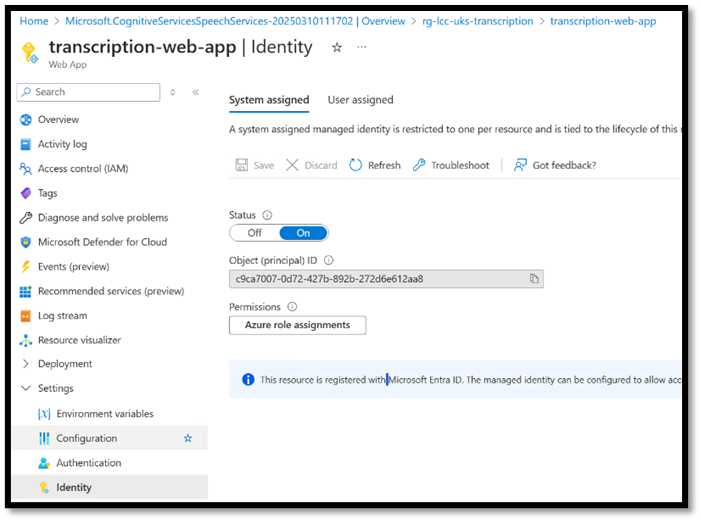 Home > Microsoft.CognitiveServicesSpeechServices-20250310111702 | Overview > rg-lcc-uks-transcription > transcription-web-app >
transcription-web-app | Identity
Web App
Search
Overview
Activity log
Access control (IAM)
Tags
Diagnose and solve problems
Microsoft Defender for Cloud
Events (preview)
Recommended services (preview)
Log stream
Resource visualizer
Deployment
Settings
Environment variables
Configuration
Authentication
Identity
System assigned User assigned
A system assigned managed identity is restricted to one per resource and is tied to the lifecycle of this
Save Discard Refresh Troubleshoot Got feedback?
Status
Off On
Object (principal) ID
c9ca7007-0d72-427b-892b-272d6e612aa8
Permissions
Azure role assignments
This resource is registered with Microsoft Entra ID. The managed identity can be configured to allow